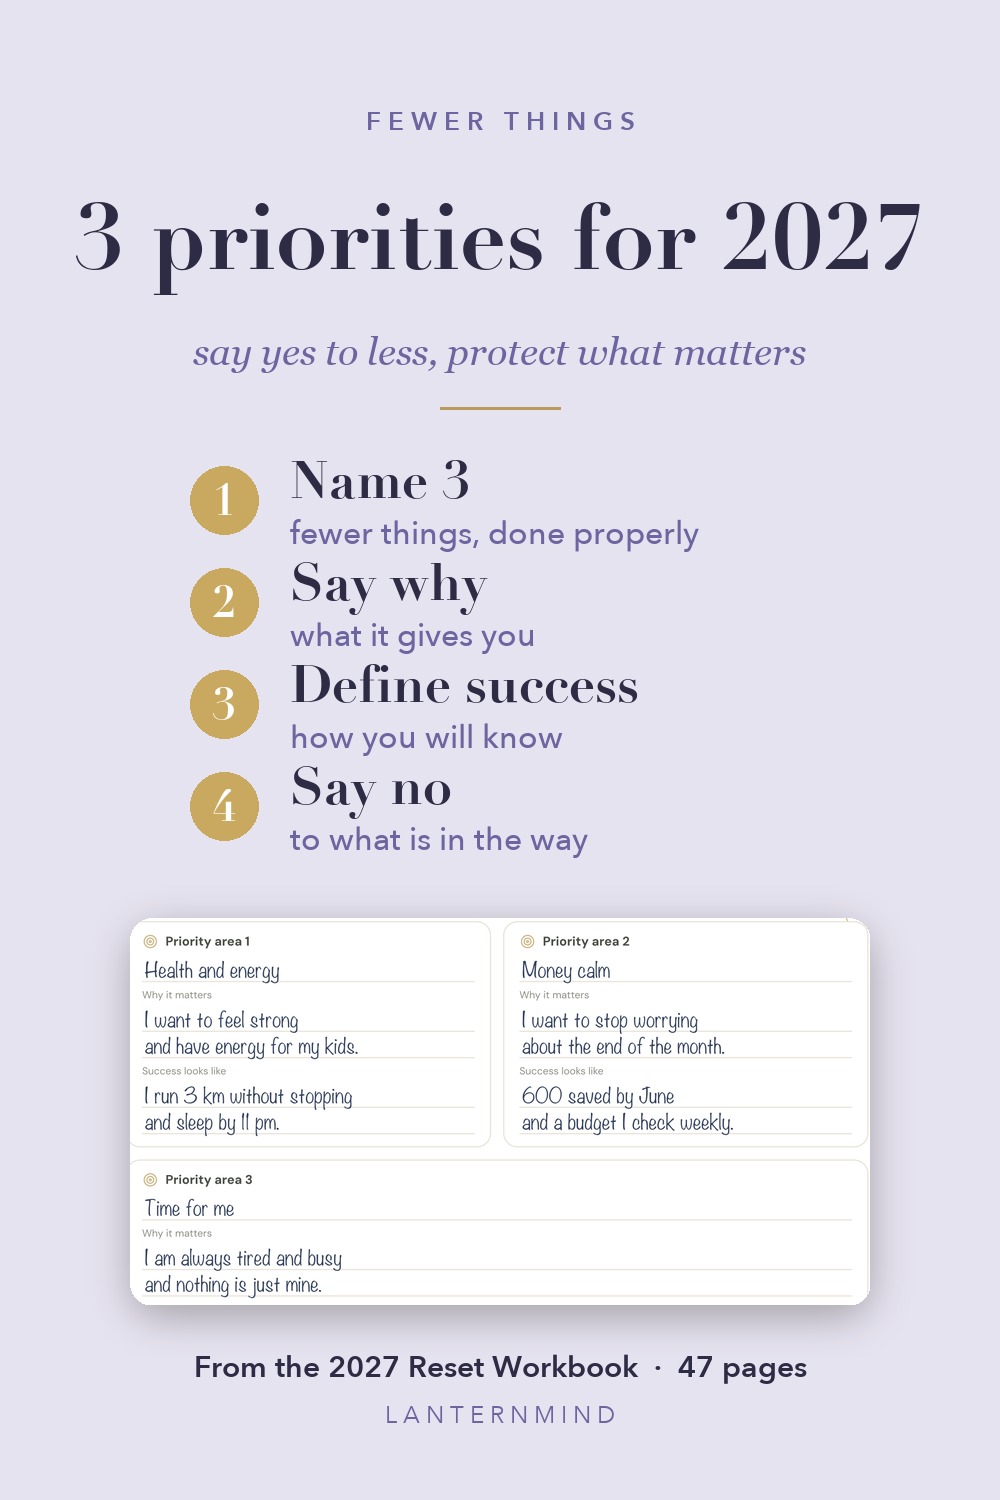 FEWER THINGS
3 priorities for 2027
say yes to less, protect what matters
1
Name 3
fewer things, done properly
2
Say why
what it gives you
3
Define success
how you will know
4
Say no
to what is in the way
Priority area 1
Health and energy
Why it matters
I want to feel strong
and have energy for my kids.
Success looks like
I run 3 km without stopping
and sleep by 11 pm.
Priority area 2
Money calm
Why it matters
I want to stop worrying
about the end of the month.
Success looks like
600 saved by June
and a budget I check weekly.
Priority area 3
Time for me
Why it matters
I am always tired and busy
and nothing is just mine.
From the 2027 Reset Workbook · 47 pages
LANTERNMIND